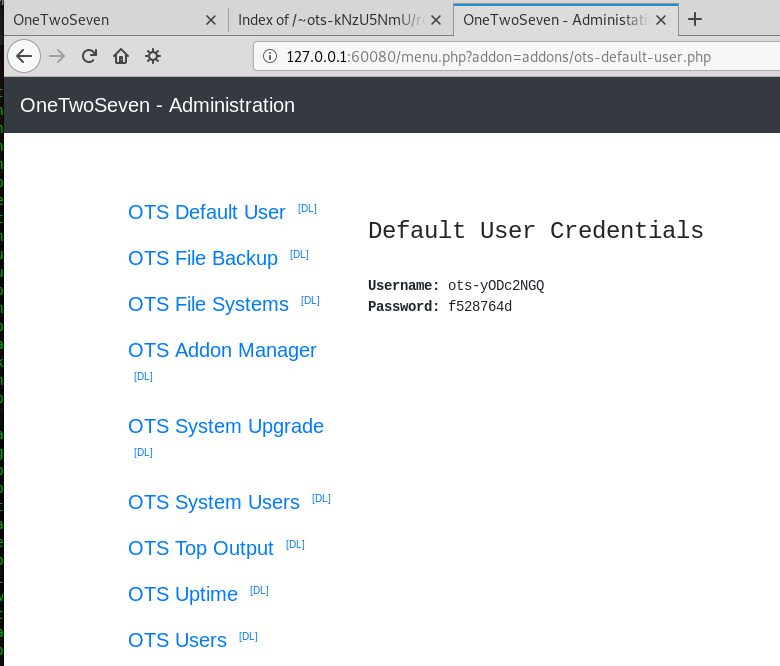 OneTwoSeven
Index of /~ots-kNzU5NmU/
OneTwoSeven - Administati
127.0.0.1:60080/menu.php?addon=addons/ots-default-user.php
OneTwoSeven - Administration
OTS Default User [DL]
OTS File Backup [DL]
OTS File Systems [DL]
OTS Addon Manager
[DL]
OTS System Upgrade
[DL]
OTS System Users [DL]
OTS Top Output [DL]
OTS Uptime [DL]
OTS Users [DL]
Default User Credentials
Username: ots-yODc2NGQ
Password: f528764d